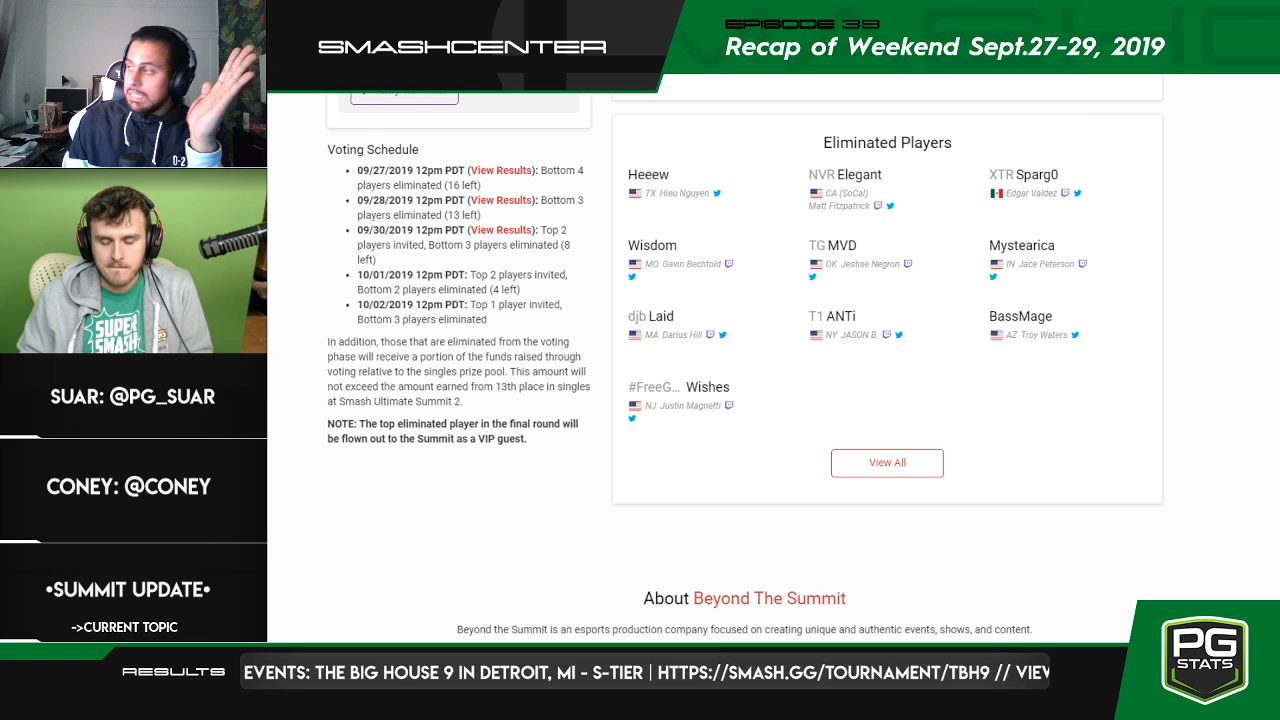 SMASHCENTER
EPISODE 39
Recap of Weekend Sept.27-29, 2019
Voting Schedule
09/27/2019 12pm PDT (View Results): Bottom 4
players eliminated (16 left)
09/28/2019 12pm PDT (View Results): Bottom 3
players eliminated (13 left)
09/30/2019 12pm PDT (View Results): Top 2
players invited, Bottom 3 players eliminated (8
left)
10/01/2019 12pm PDT: Top 2 players invited,
Bottom 2 players eliminated (4 left)
10/02/2019 12pm PDT: Top 1 player invited,
Bottom 3 players eliminated
In addition, those that are eliminated from the voting
phase will receive a portion of the funds raised through
voting relative to the singles prize pool. This amount will
not exceed the amount earned from 13th place in singles
at Smash Ultimate Summit 2.
NOTE: The top eliminated player in the final round will
be flown out to the Summit as a VIP guest.
Eliminated Players
Heeew
TX Hieu Nguyen
NVR Elegant
CA (SoCal)
Matt Fitzpatrick
XTR Sparg0
Edgar Valdez
Wisdom
MO Gavin Bechtold
TG MVD
OK Jestise Negron
Mystearica
IN Jace Peterson
djb Laid
MA Darius Hill
T1 ANTi
NY JASON B.
BassMage
AZ Troy Waters
#FreeG... Wishes
NJ Justin Magnetti
View All
About Beyond The Summit
Beyond the Summit is an esports production company focused on creating unique and authentic events, shows, and content.
SUPER
SMASH
SUAR: @PG_SUAR
CONEY: @CONEY
•SUMMIT UPDATE•
->CURRENT TOPIC
RESULTS
EVENTS: THE BIG HOUSE 9 IN DETROIT, MI - S-TIER | HTTPS://SMASH.GG/TOURNAMENT/TBH9 // VIEW
PG
STATS